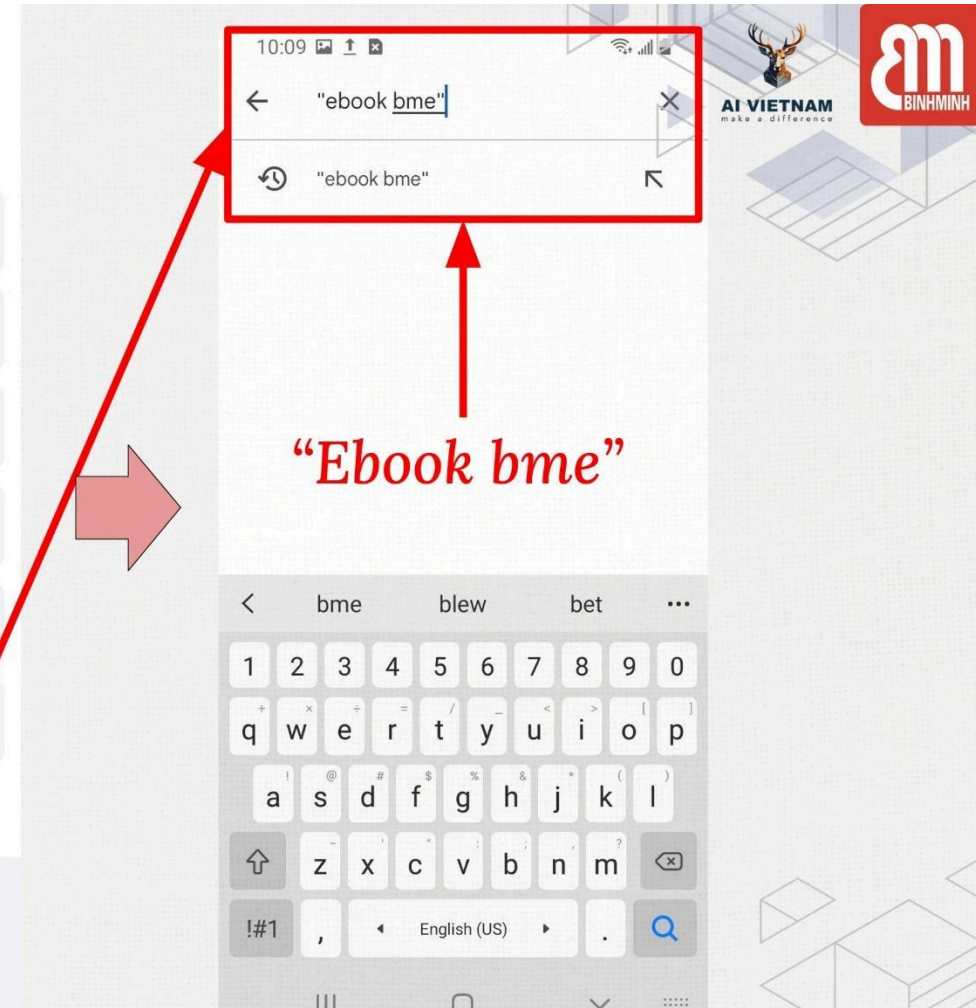 10:09
"ebook bme"
"ebook bme"
AI VIETNAM
make a difference
BINHMINH
“Ebook bme”
bme blew bet
1 2 3 4 5 6 7 8 9 0
+ × ÷ = / _ < > [ ]
q w e r t y u i o p
! @ # $ % & * ( )
a s d f g h j k l
- ' " : ; , ?
z x c v b n m
!#1 , English (US) .